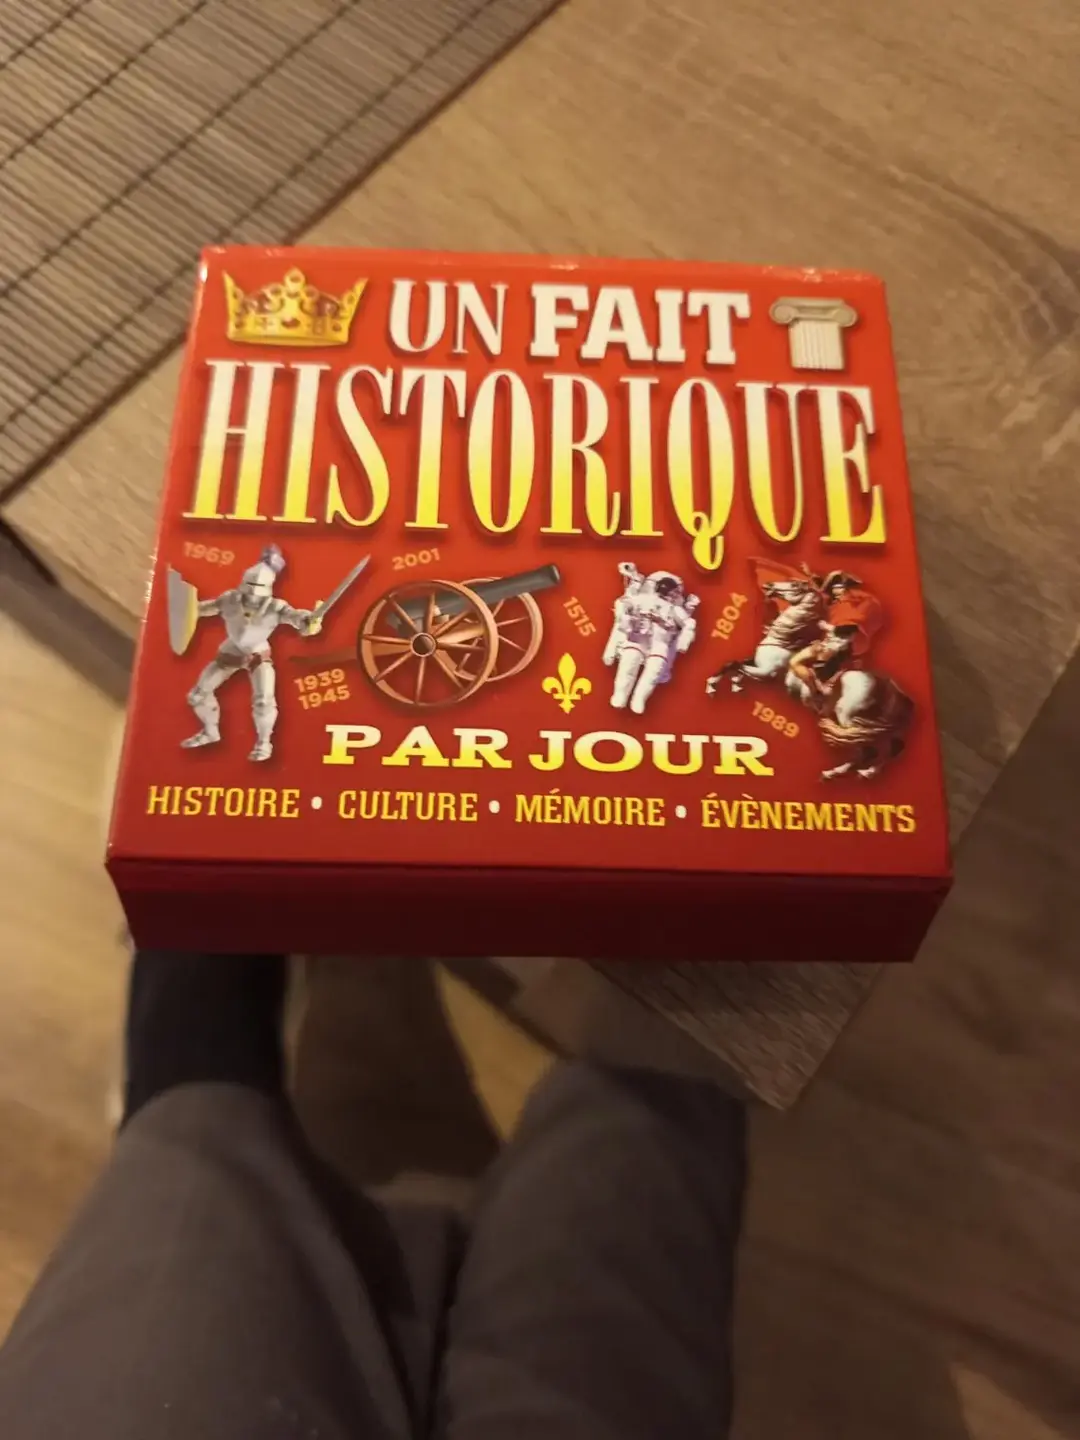 UN FAIT
HISTORIQUE
1969
2001
1515
1804
1939
1945
1989
PAR JOUR
HISTOIRE • CULTURE • MÉMOIRE • ÉVÈNEMENTS